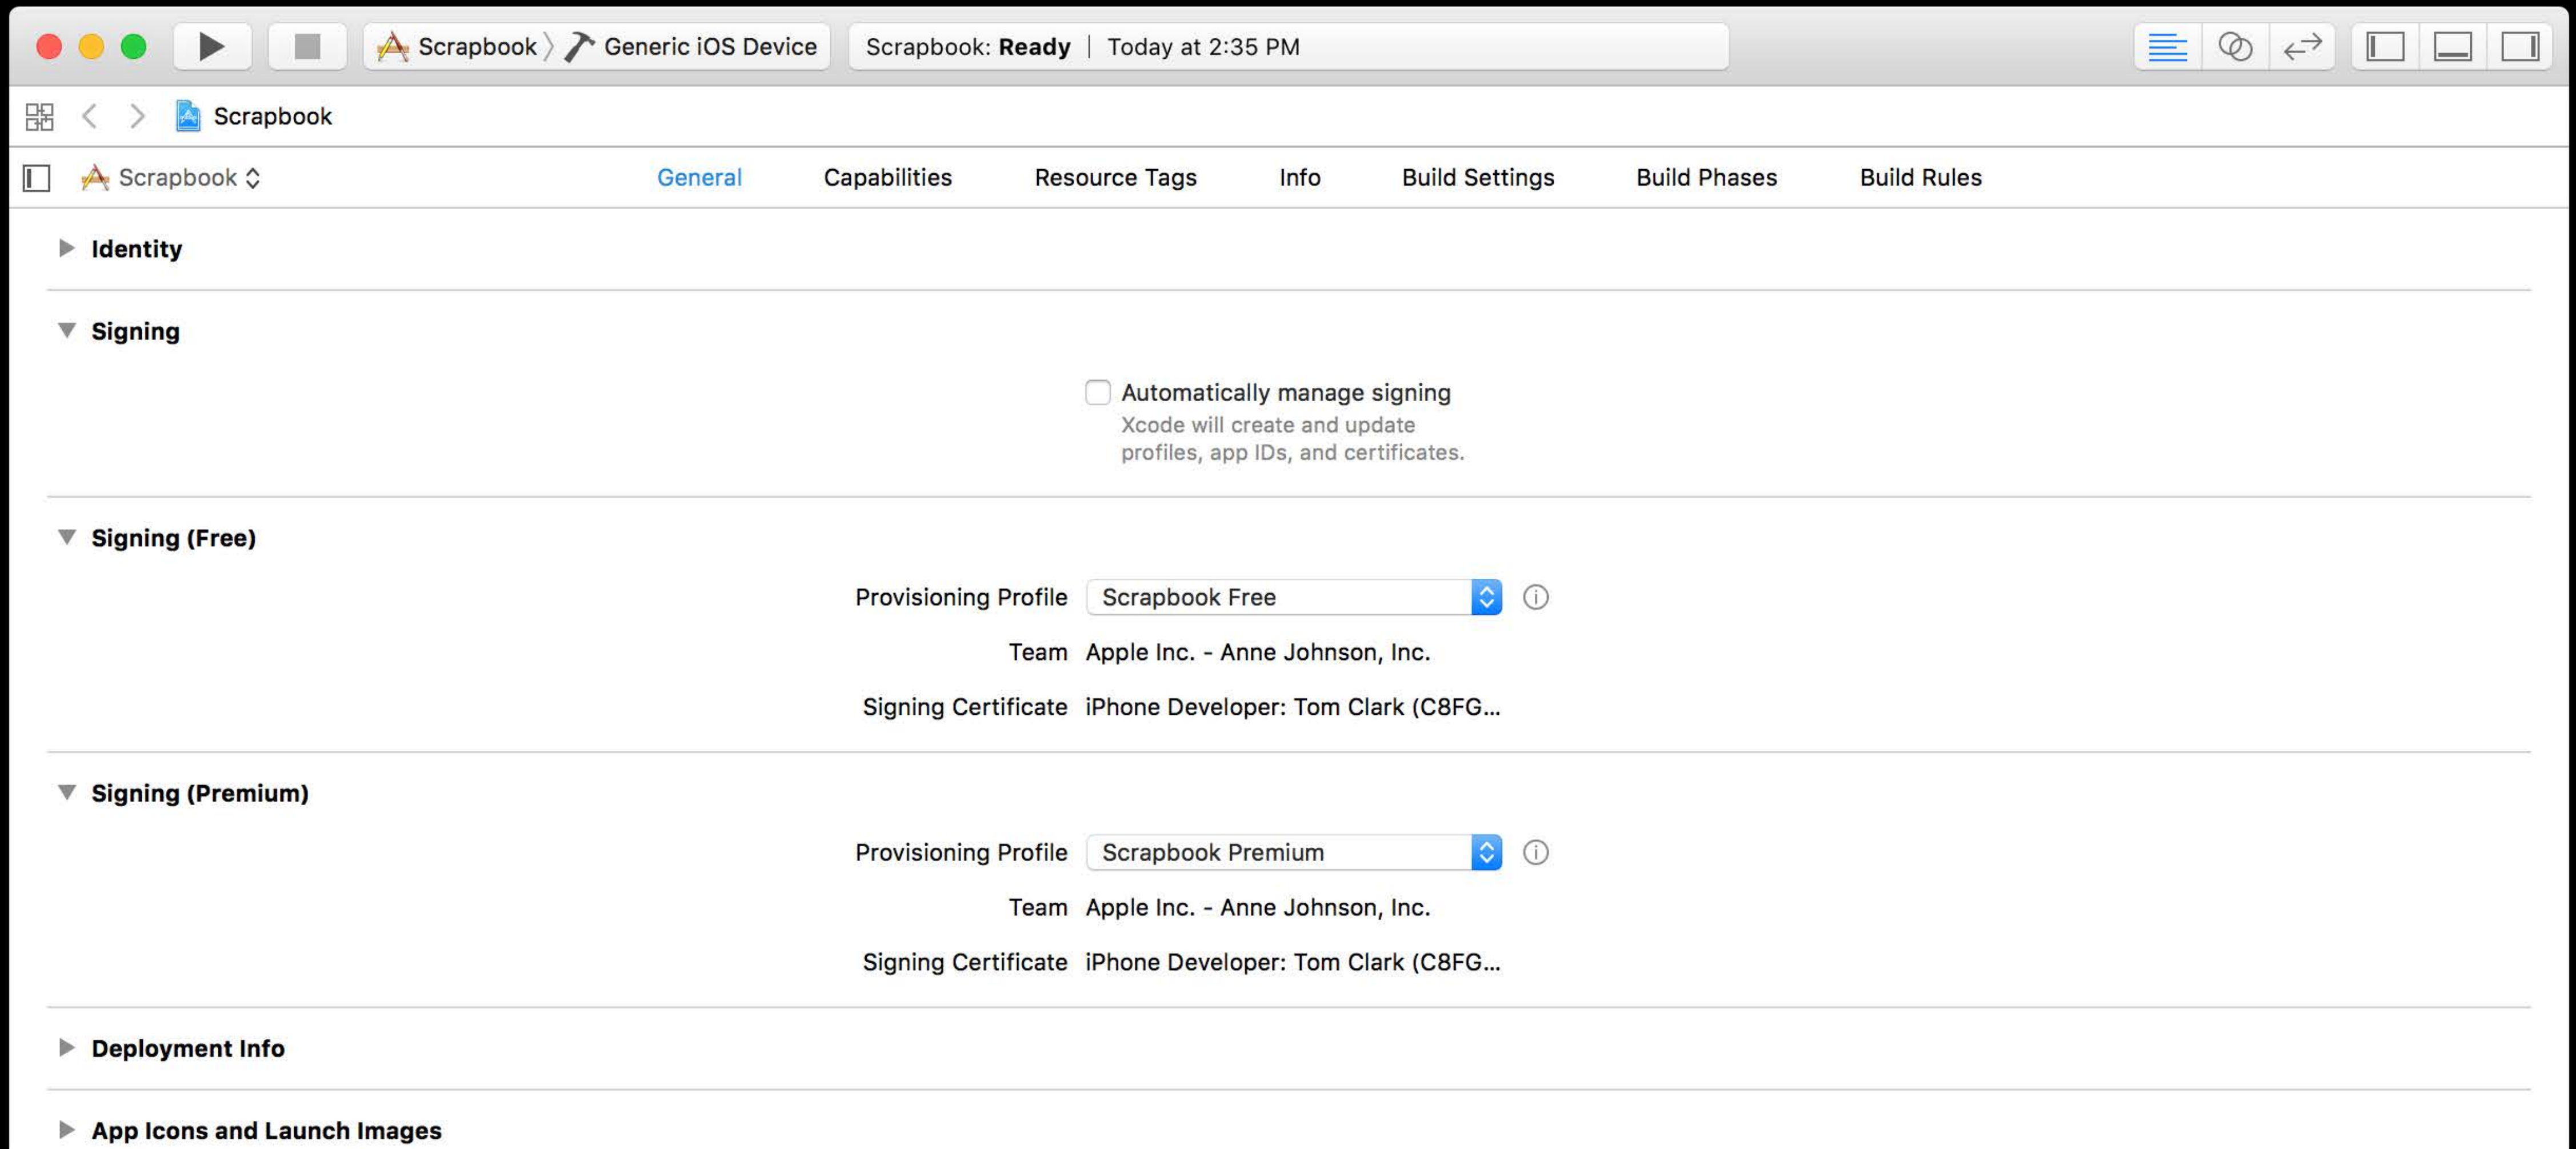 Scrapbook Generic iOS Device Scrapbook: Ready | Today at 2:35 PM
Scrapbook
Scrapbook General Capabilities Resource Tags Info Build Settings Build Phases Build Rules
Identity
Signing
Automatically manage signing
Xcode will create and update
profiles, app IDs, and certificates.
Signing (Free)
Provisioning Profile Scrapbook Free
Team Apple Inc. - Anne Johnson, Inc.
Signing Certificate iPhone Developer: Tom Clark (C8FG...
Signing (Premium)
Provisioning Profile Scrapbook Premium
Team Apple Inc. - Anne Johnson, Inc.
Signing Certificate iPhone Developer: Tom Clark (C8FG...
Deployment Info
App Icons and Launch Images